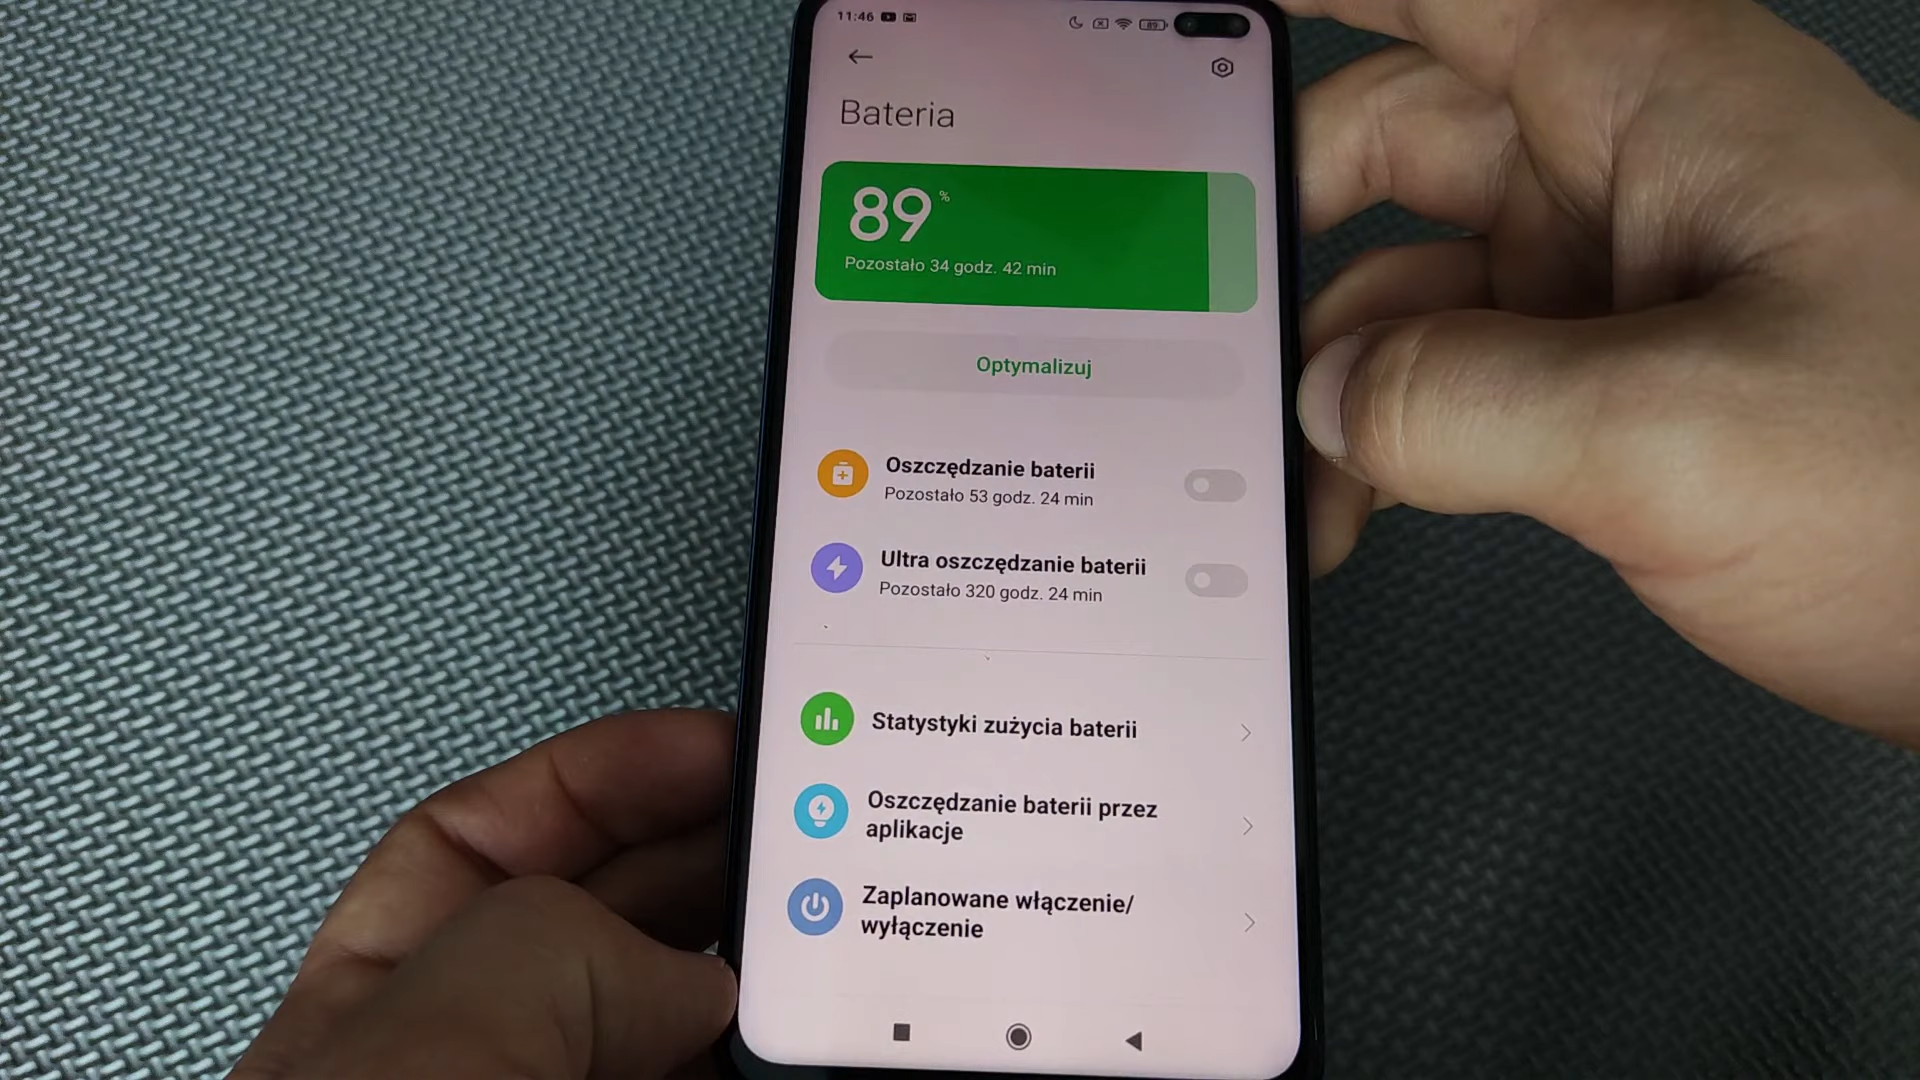 11:46
89
Bateria
89 %
Pozostało 34 godz. 42 min
Optymalizuj
Oszczędzanie baterii
Pozostało 53 godz. 24 min
Ultra oszczędzanie baterii
Pozostało 320 godz. 24 min
Statystyki zużycia baterii
Oszczędzanie baterii przez
aplikacje
Zaplanowane włączenie/
wyłączenie